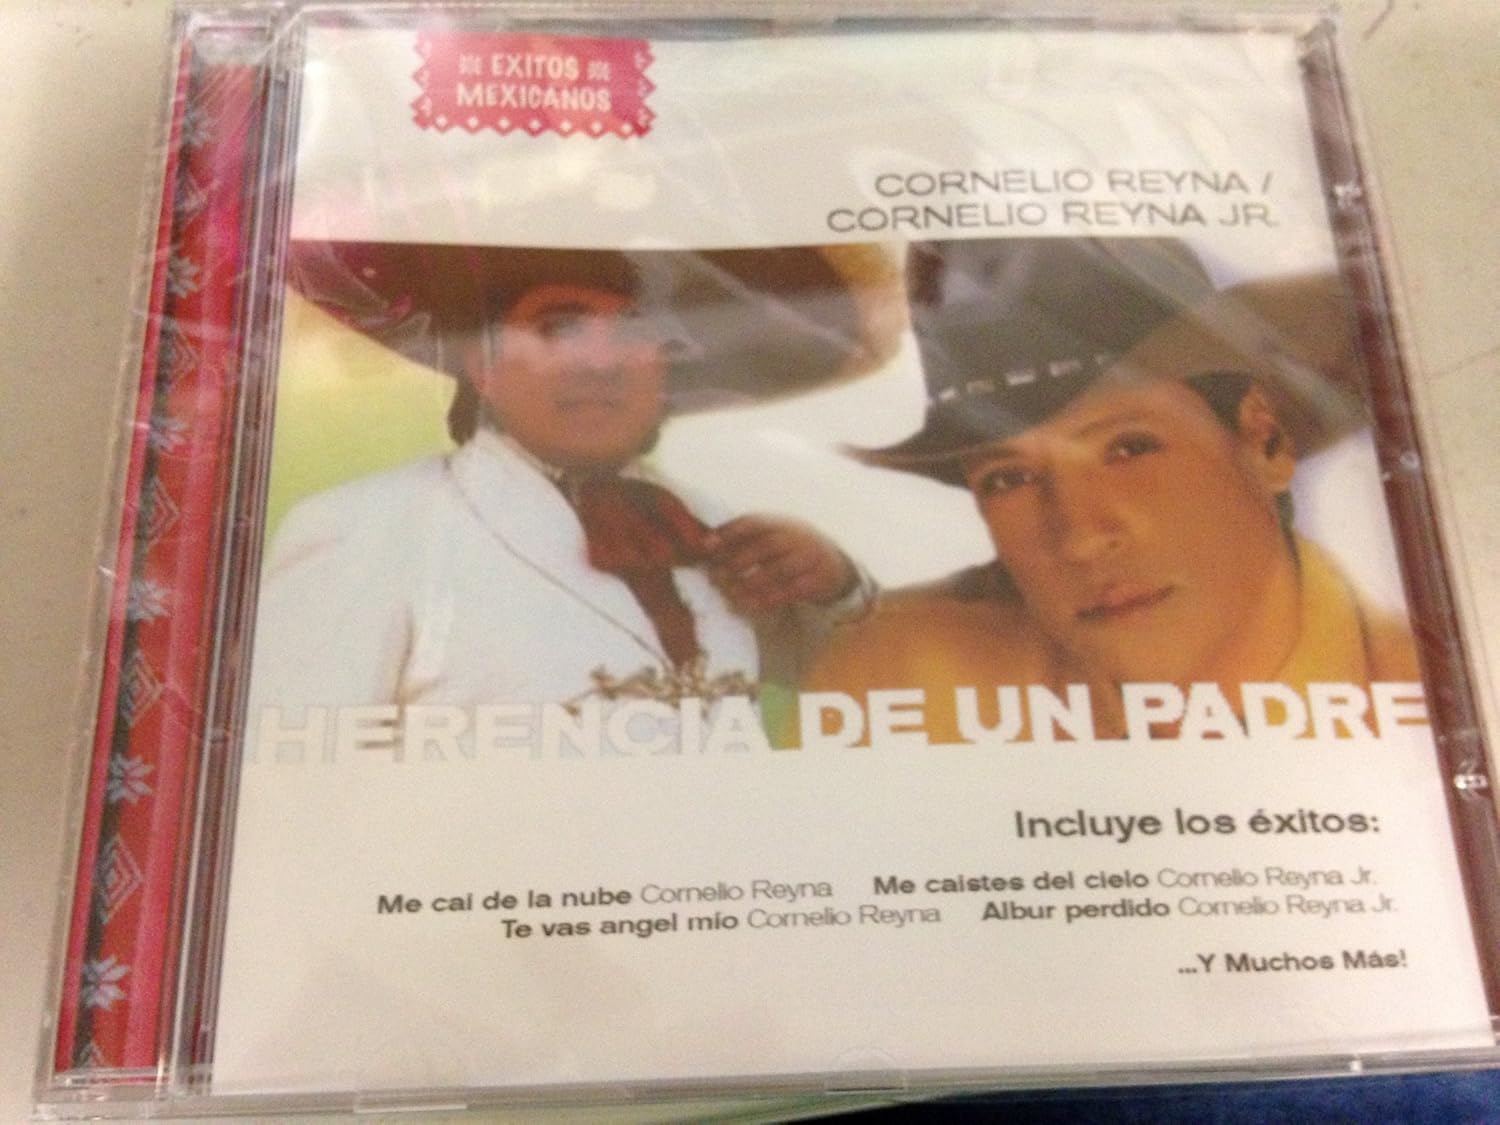 EXITOS
MEXICANOS
CORNELIO REYNA /
CORNELIO REYNA JR.
HERENCIA DE UN PADRE
Incluye los éxitos:
Me cai de la nube Cornelio Reyna Me caistes del cielo Cornelio Reyna Jr.
Te vas angel mío Cornelio Reyna Albur perdido Cornelio Reyna Jr.
...Y Muchos Más!